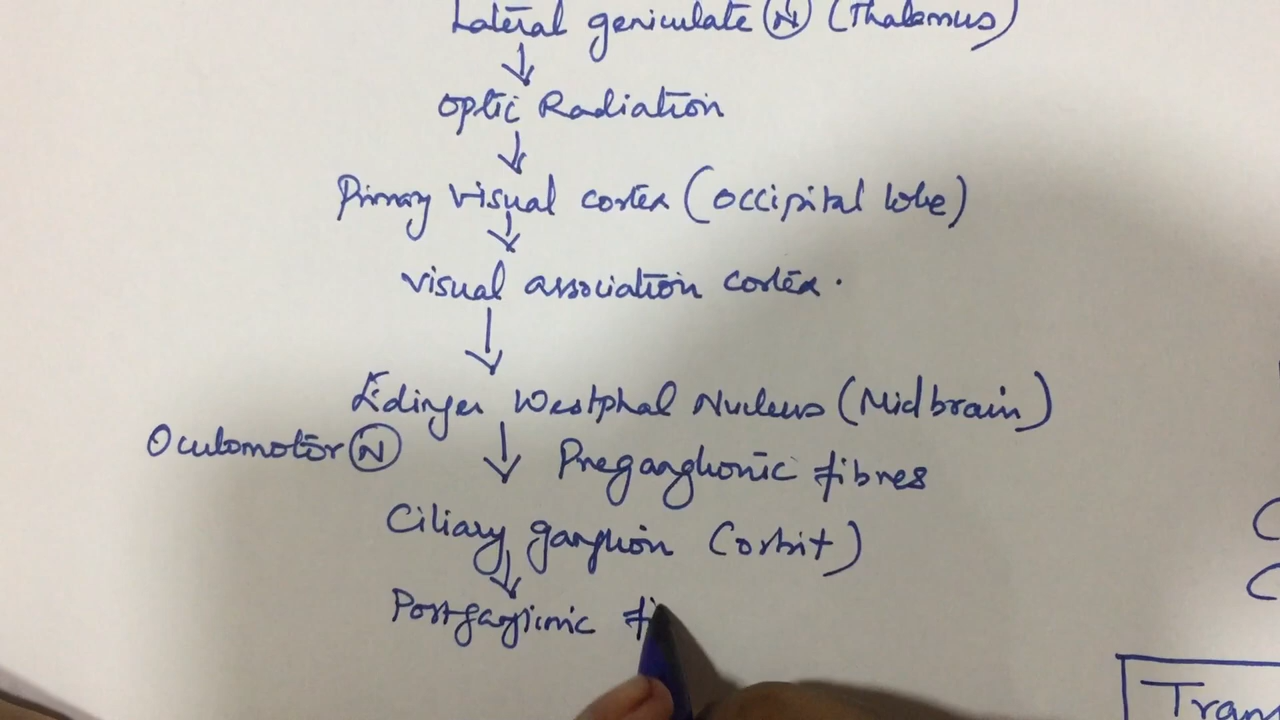 Lateral geniculate N (Thalamus)
Optic Radiation
Primary visual cortex (Occipital lobe)
visual association cortex.
Edinger Westphal Nucleus (Midbrain)
Oculomotor N
Preganglionic fibres
Ciliary ganglion (orbit)
Postganglionic fi
Tran